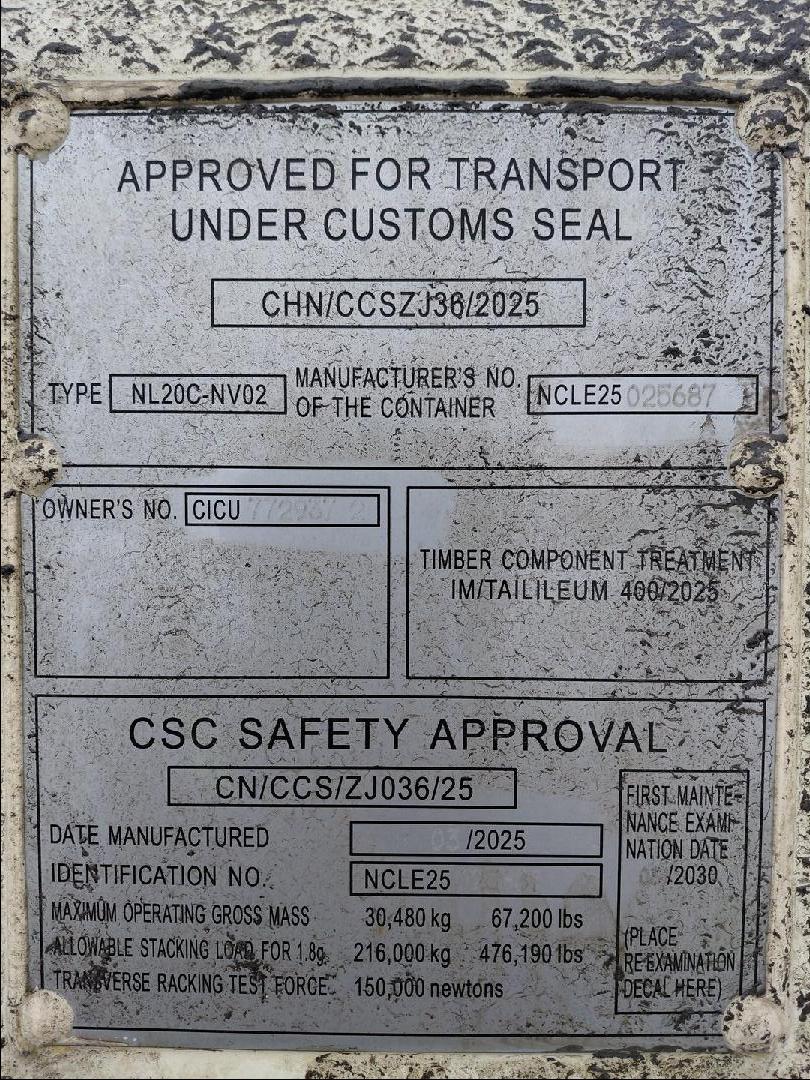 APPROVED FOR TRANSPORT
UNDER CUSTOMS SEAL
CHN/CCSZJ36/2025
TYPE NL20C-NV02 MANUFACTURER'S NO. OF THE CONTAINER NCLE25025687
OWNER'S NO. CICU
TIMBER COMPONENT TREATMENT
IM/TAILILEUM 400/2025
CSC SAFETY APPROVAL
CN/CCS/ZJ036/25
DATE MANUFACTURED 03/2025
IDENTIFICATION NO. NCLE25
MAXIMUM OPERATING GROSS MASS 30,480 kg 67,200 lbs
ALLOWABLE STACKING LOAD FOR 1.8g 216,000 kg 476,190 lbs
TRANSVERSE RACKING TEST FORCE 150,000 newtons
FIRST MAINTE-
NANCE EXAMI-
NATION DATE
/2030
(PLACE
RE-EXAMINATION
DECAL HERE)